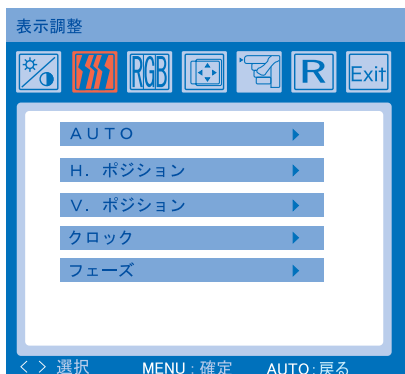 表示調整
RGB R Exit
AUTO
H. ポジション
V. ポジション
クロック
フェーズ
< > 選択 MENU : 確定 AUTO : 戻る